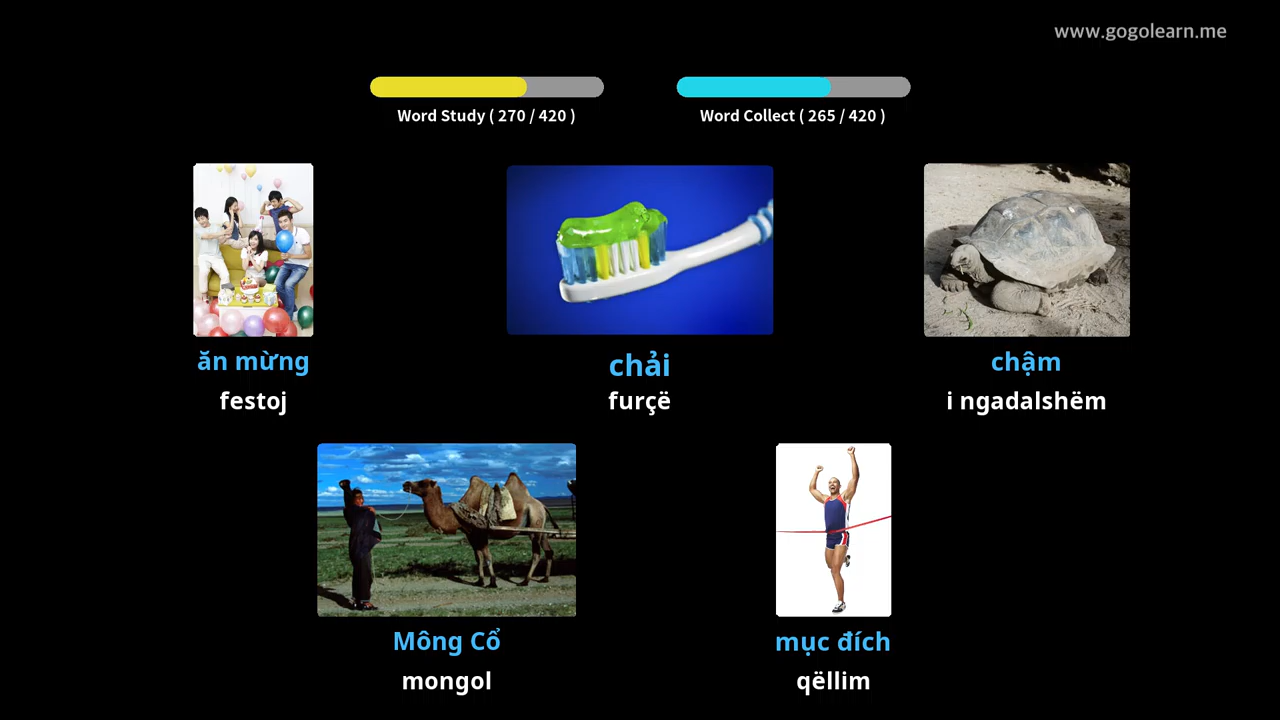 www.gogolearn.me
Word Study ( 270 / 420 )
Word Collect ( 265 / 420 )
ăn mừng
festoj
chải
furçë
chậm
i ngadalshëm
Mông Cổ
mongol
mục đích
qëllim